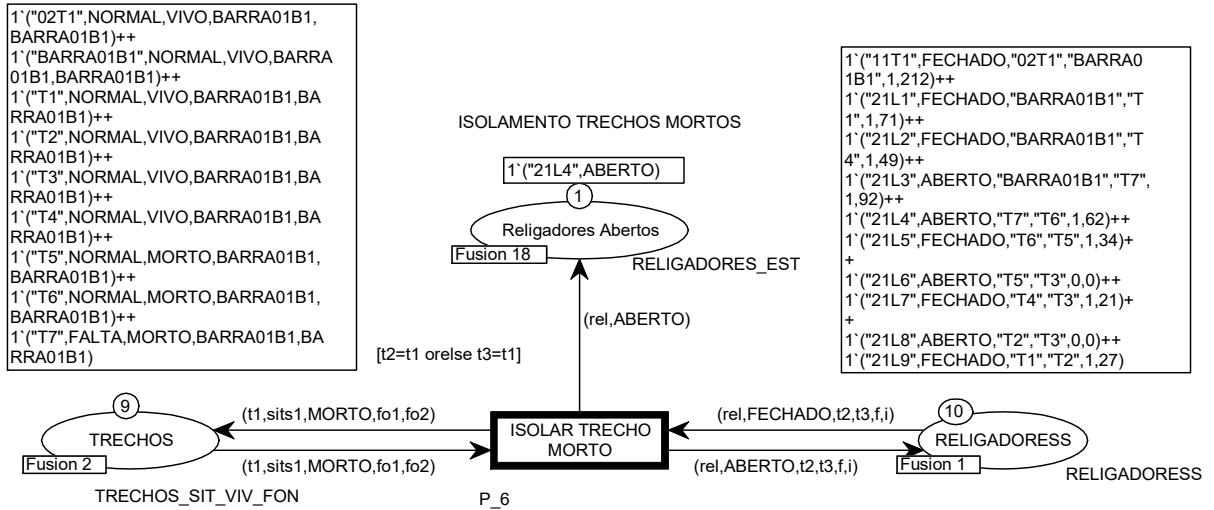 1`("02T1",NORMAL,VIVO,BARRA01B1,
BARRA01B1)++
1`("BARRA01B1",NORMAL,VIVO,BARRA
01B1,BARRA01B1)++
1`("T1",NORMAL,VIVO,BARRA01B1,BA
RRA01B1)++
1`("T2",NORMAL,VIVO,BARRA01B1,BA
RRA01B1)++
1`("T3",NORMAL,VIVO,BARRA01B1,BA
RRA01B1)++
1`("T4",NORMAL,VIVO,BARRA01B1,BA
RRA01B1)++
1`("T5",NORMAL,MORTO,BARRA01B1,
BARRA01B1)++
1`("T6",NORMAL,MORTO,BARRA01B1,
BARRA01B1)++
1`("T7",FALTA,MORTO,BARRA01B1,BA
RRA01B1)
ISOLAMENTO TRECHOS MORTOS
1`("21L4",ABERTO)
1
Religadores Abertos
Fusion 18
RELIGADORES_EST
(rel,ABERTO)
[t2=t1 orelse t3=t1]
1`("11T1",FECHADO,"02T1","BARRA0
1B1",1,212)++
1`("21L1",FECHADO,"BARRA01B1","T
1",1,71)++
1`("21L2",FECHADO,"BARRA01B1","T
4",1,49)++
1`("21L3",ABERTO,"BARRA01B1","T7",
1,92)++
1`("21L4",ABERTO,"T7","T6",1,62)++
1`("21L5",FECHADO,"T6","T5",1,34)+
+
1`("21L6",ABERTO,"T5","T3",0,0)++
1`("21L7",FECHADO,"T4","T3",1,21)+
+
1`("21L8",ABERTO,"T2","T3",0,0)++
1`("21L9",FECHADO,"T1","T2",1,27)
9
TRECHOS
Fusion 2
TRECHOS_SIT_VIV_FON
(t1,sits1,MORTO,fo1,fo2)
(t1,sits1,MORTO,fo1,fo2)
ISOLAR TRECHO
MORTO
P_6
(rel,FECHADO,t2,t3,f,i)
(rel,ABERTO,t2,t3,f,i)
10
RELIGADORESS
Fusion 1
RELIGADORESS